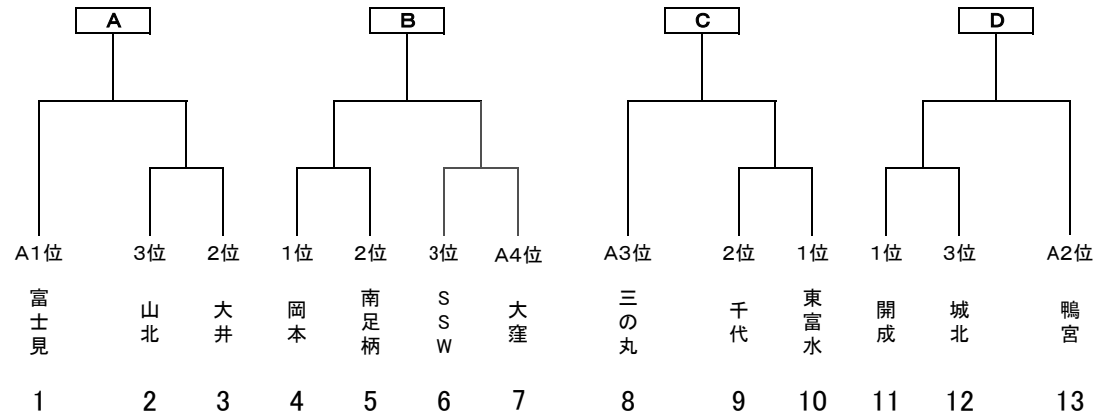 A B C D
A1位 3位 2位 1位 2位 3位 A4位 A3位 2位 1位 1位 3位 A2位
富士見 山北 大井 岡本 南足柄 SSW 大窪 三の丸 千代 東富水 開成 城北 鴨宮
1 2 3 4 5 6 7 8 9 10 11 12 13